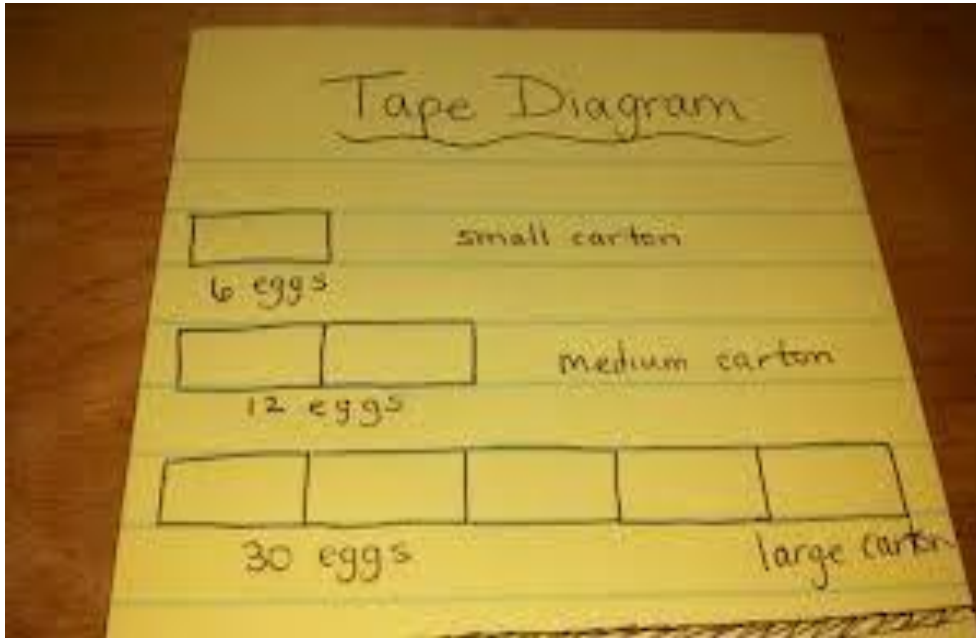 Tape Diagram
small carton
6 eggs
medium carton
12 eggs
30 eggs
large carton